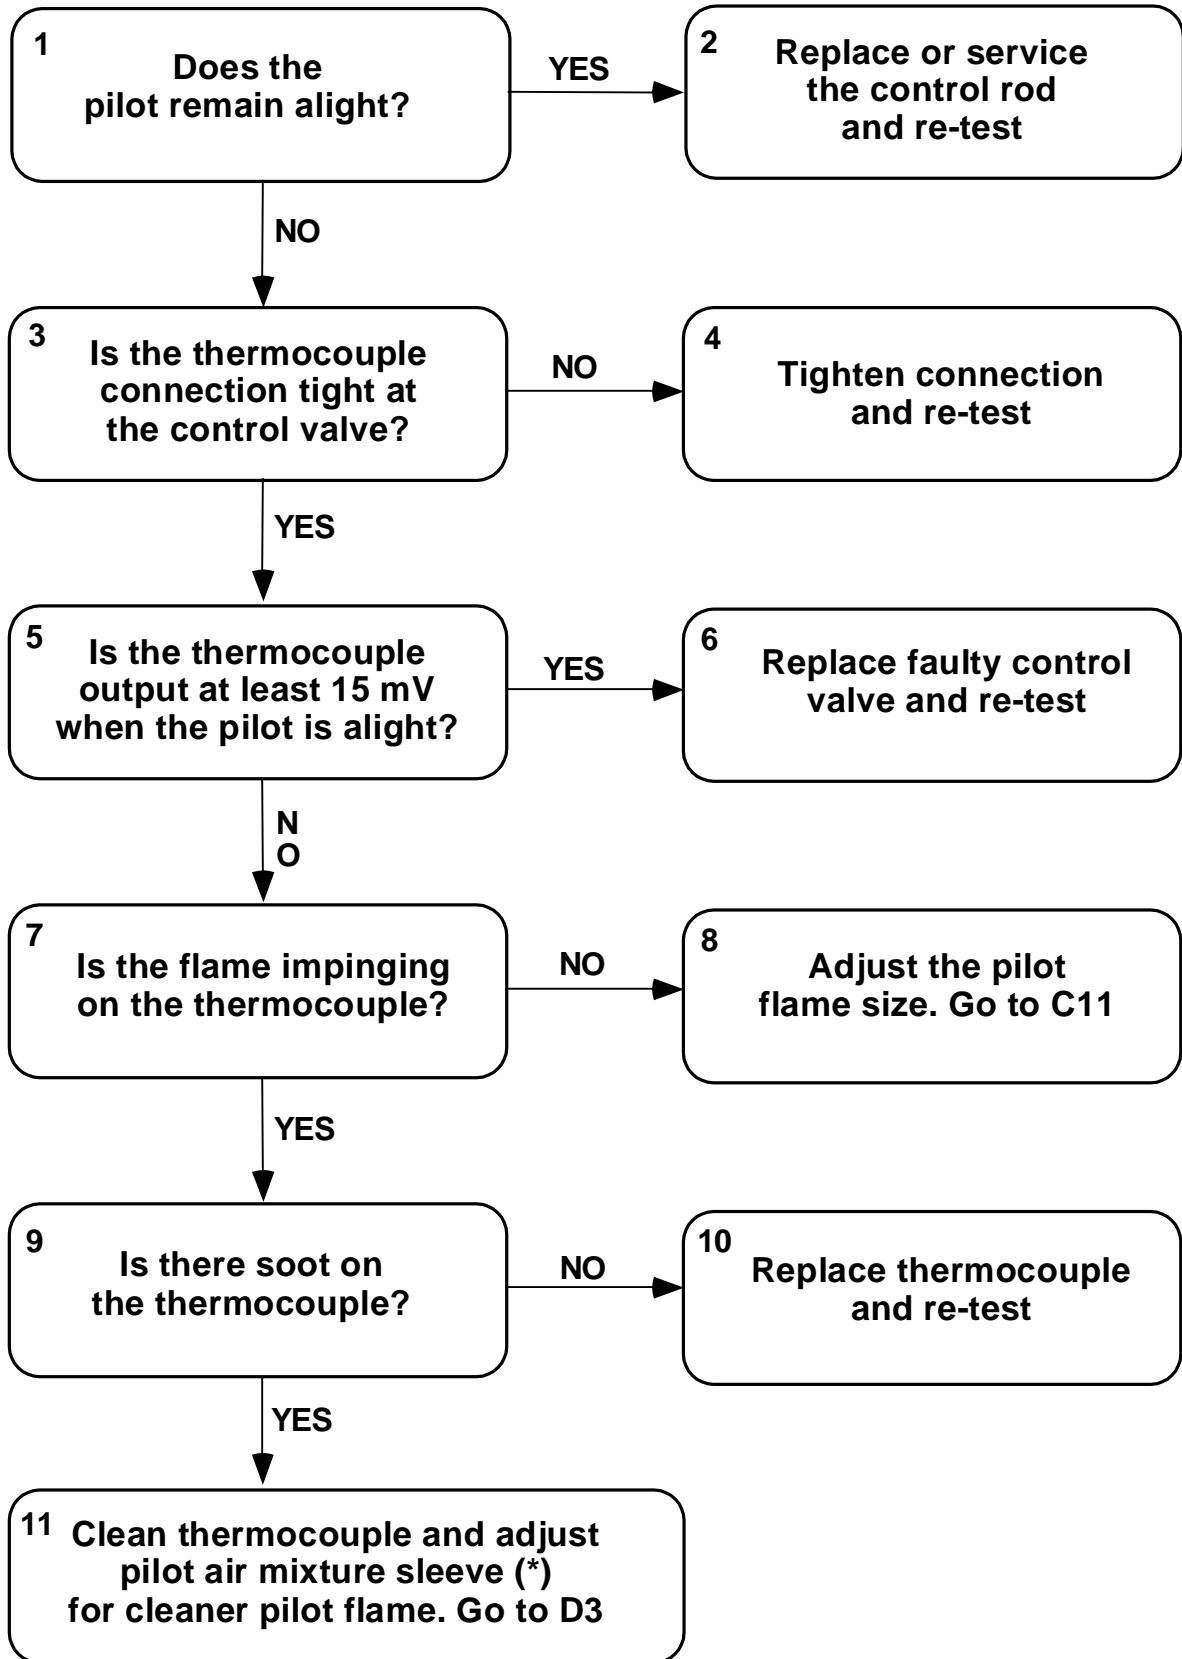 1
Does the
pilot remain alight?
YES
2
Replace or service
the control rod
and re-test
NO
3
Is the thermocouple
connection tight at
the control valve?
NO
4
Tighten connection
and re-test
YES
5
Is the thermocouple
output at least 15 mV
when the pilot is alight?
YES
6
Replace faulty control
valve and re-test
N
O
7
Is the flame impinging
on the thermocouple?
NO
8
Adjust the pilot
flame size. Go to C11
YES
9
Is there soot on
the thermocouple?
NO
10
Replace thermocouple
and re-test
YES
11
Clean thermocouple and adjust
pilot air mixture sleeve (*)
for cleaner pilot flame. Go to D3